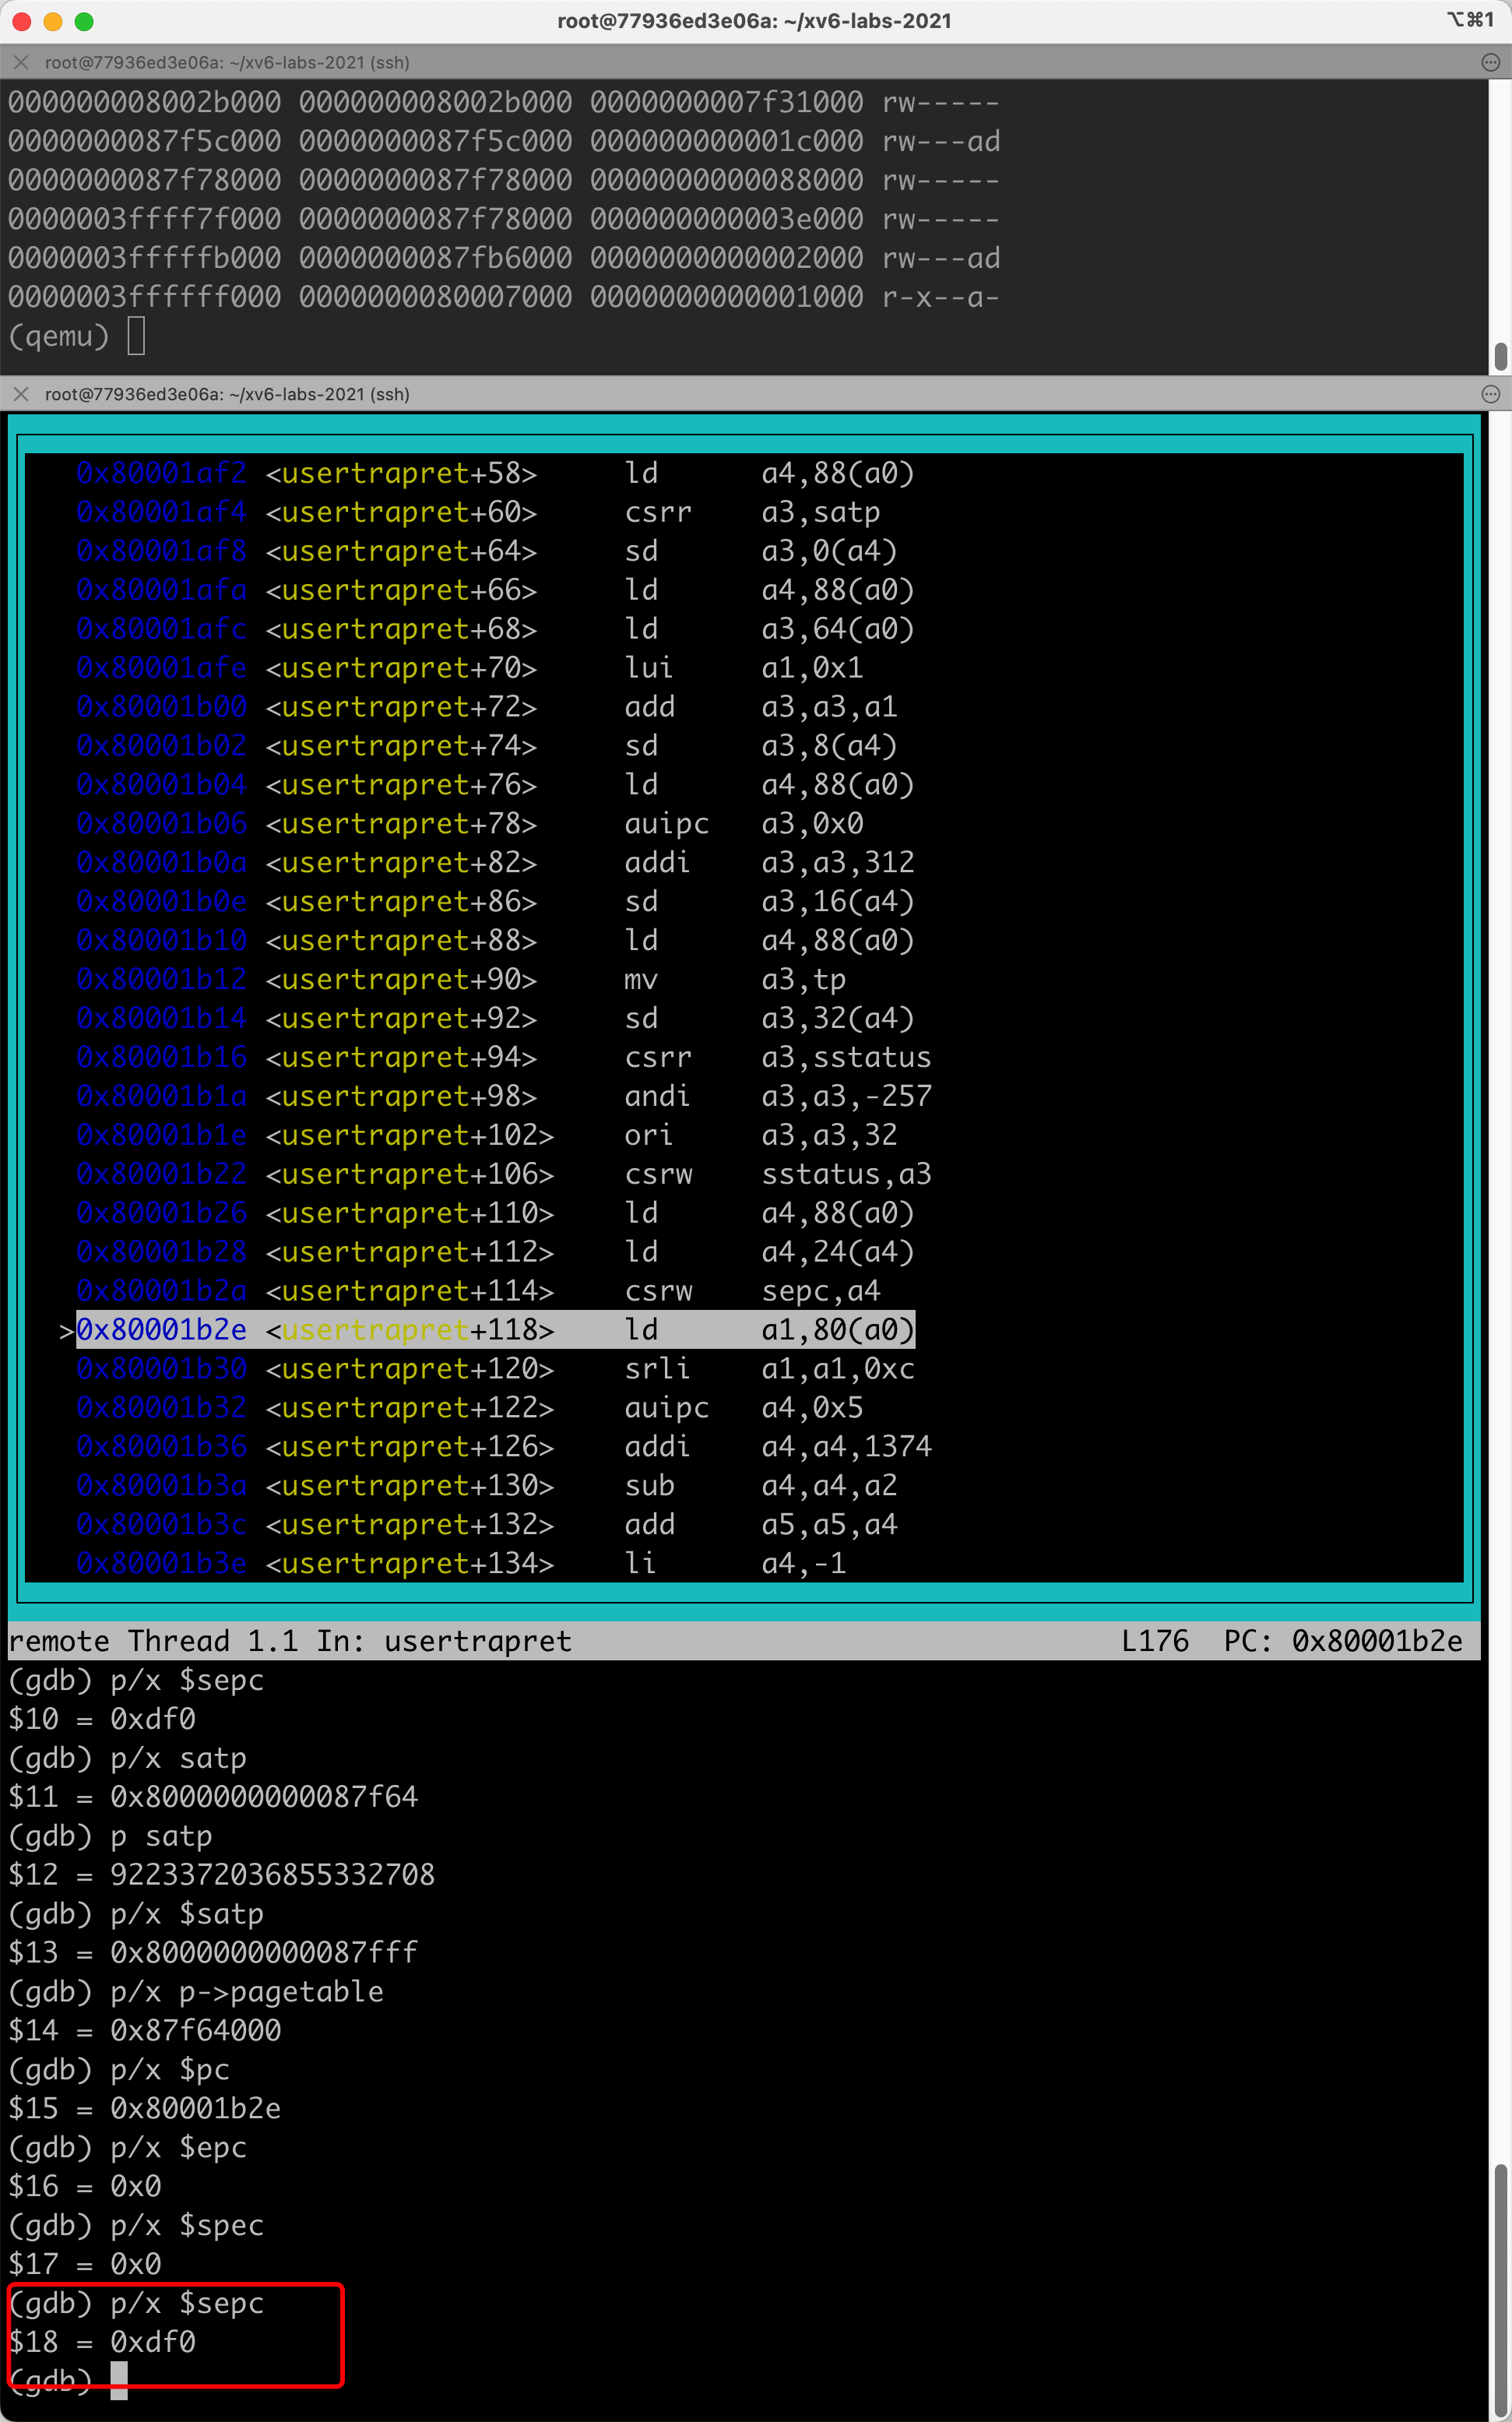 root@77936ed3e06a: ~/xv6-labs-2021 ⌥⌘1
root@77936ed3e06a: ~/xv6-labs-2021 (ssh)
000000008002b000 000000008002b000 0000000007f31000 rw-----
0000000087f5c000 0000000087f5c000 000000000001c000 rw---ad
0000000087f78000 0000000087f78000 0000000000088000 rw-----
0000003ffff7f000 0000000087f78000 000000000003e000 rw-----
0000003fffffb000 0000000087fb6000 0000000000002000 rw---ad
0000003ffffff000 0000000080007000 0000000000001000 r-x--a-
(qemu)
root@77936ed3e06a: ~/xv6-labs-2021 (ssh)
0x80001af2 <usertrapret+58> ld a4,88(a0)
0x80001af4 <usertrapret+60> csrr a3,satp
0x80001af8 <usertrapret+64> sd a3,0(a4)
0x80001afa <usertrapret+66> ld a4,88(a0)
0x80001afc <usertrapret+68> ld a3,64(a0)
0x80001afe <usertrapret+70> lui a1,0x1
0x80001b00 <usertrapret+72> add a3,a3,a1
0x80001b02 <usertrapret+74> sd a3,8(a4)
0x80001b04 <usertrapret+76> ld a4,88(a0)
0x80001b06 <usertrapret+78> auipc a3,0x0
0x80001b0a <usertrapret+82> addi a3,a3,312
0x80001b0e <usertrapret+86> sd a3,16(a4)
0x80001b10 <usertrapret+88> ld a4,88(a0)
0x80001b12 <usertrapret+90> mv a3,tp
0x80001b14 <usertrapret+92> sd a3,32(a4)
0x80001b16 <usertrapret+94> csrr a3,sstatus
0x80001b1a <usertrapret+98> andi a3,a3,-257
0x80001b1e <usertrapret+102> ori a3,a3,32
0x80001b22 <usertrapret+106> csrw sstatus,a3
0x80001b26 <usertrapret+110> ld a4,88(a0)
0x80001b28 <usertrapret+112> ld a4,24(a4)
0x80001b2a <usertrapret+114> csrw sepc,a4
>0x80001b2e <usertrapret+118> ld a1,80(a0)
0x80001b30 <usertrapret+120> srli a1,a1,0xc
0x80001b32 <usertrapret+122> auipc a4,0x5
0x80001b36 <usertrapret+126> addi a4,a4,1374
0x80001b3a <usertrapret+130> sub a4,a4,a2
0x80001b3c <usertrapret+132> add a5,a5,a4
0x80001b3e <usertrapret+134> li a4,-1
remote Thread 1.1 In: usertrapret L176 PC: 0x80001b2e
(gdb) p/x $sepc
$10 = 0xdf0
(gdb) p/x satp
$11 = 0x8000000000087f64
(gdb) p satp
$12 = 9223372036855332708
(gdb) p/x $satp
$13 = 0x8000000000087fff
(gdb) p/x p->pagetable
$14 = 0x87f64000
(gdb) p/x $pc
$15 = 0x80001b2e
(gdb) p/x $epc
$16 = 0x0
(gdb) p/x $spec
$17 = 0x0
(gdb) p/x $sepc
$18 = 0xdf0
(gdb)